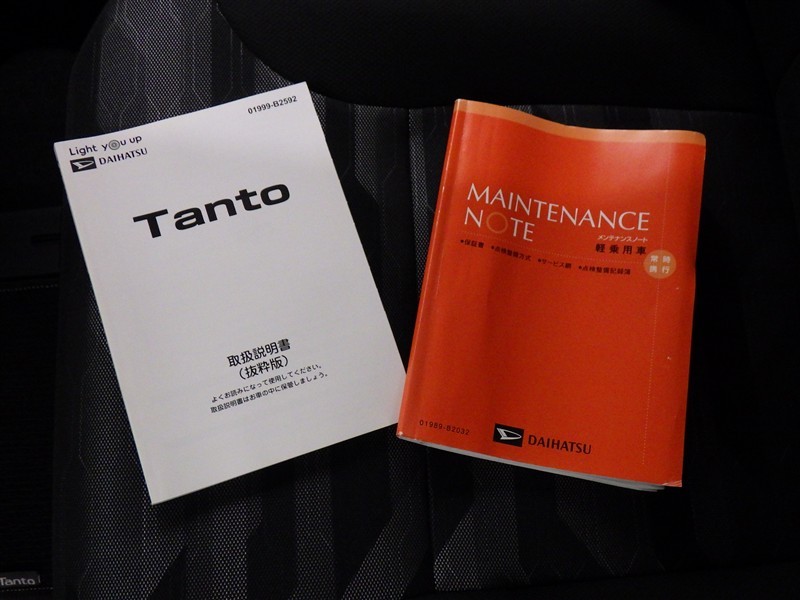 01999-B2592
Light you up
DAIHATSU
Tanto
取扱説明書
(抜粋版)
よくお読みになって使用してください。
取扱説明書はお車の中に保管しましょう。
MAINTENANCE
NOTE
メンテナンスノート
軽乗用車
●保証書 ●点検整備方式 ●サービス網 ●点検整備記録簿
常時
携行
01989-B2022
DAIHATSU
Tanto